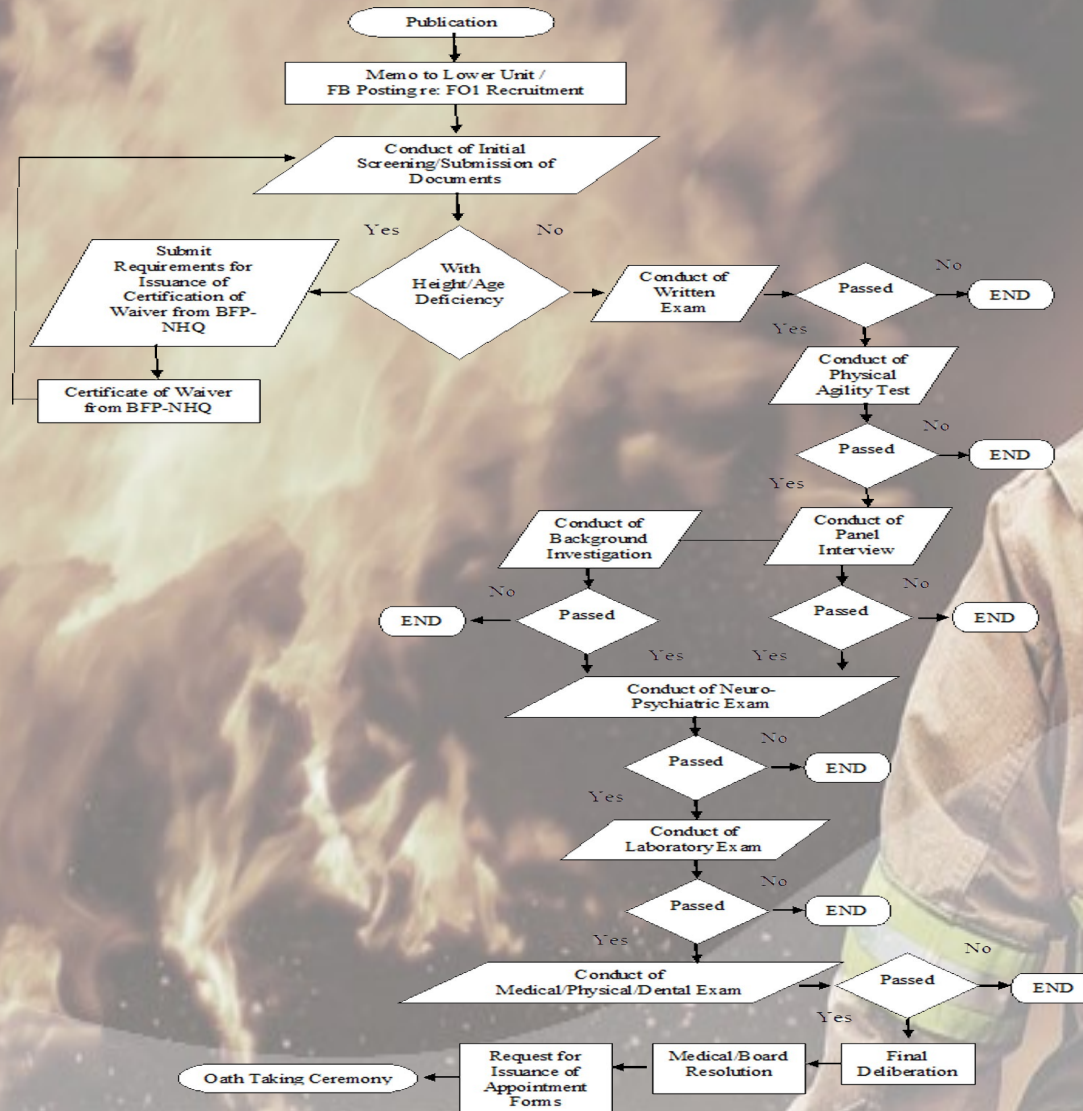 Publication
Memo to Lower Unit /
FB Posting re: FO1 Recruitment
Conduct of Initial
Screening/Submission of
Documents
Yes
No
Submit
Requirements for
Issuance of
Certification of
Waiver from BFP-
NHQ
With
Height/Age
Deficiency
Conduct of
Written
Exam
Passed
No
END
Yes
Certificate of Waiver
from BFP-NHQ
Conduct of
Physical
Agility Test
Passed
No
END
Yes
Conduct of
Background
Investigation
Conduct of
Panel
Interview
No
END
Passed
Yes
Passed
No
END
Yes
Conduct of Neuro-
Psychiatric Exam
Passed
No
END
Yes
Conduct of
Laboratory Exam
Passed
No
END
Yes
Conduct of
Medical/Physical/Dental Exam
Passed
No
END
Yes
Final
Deliberation
Medical/Board
Resolution
Request for
Issuance of
Appointment
Forms
Oath Taking Ceremony